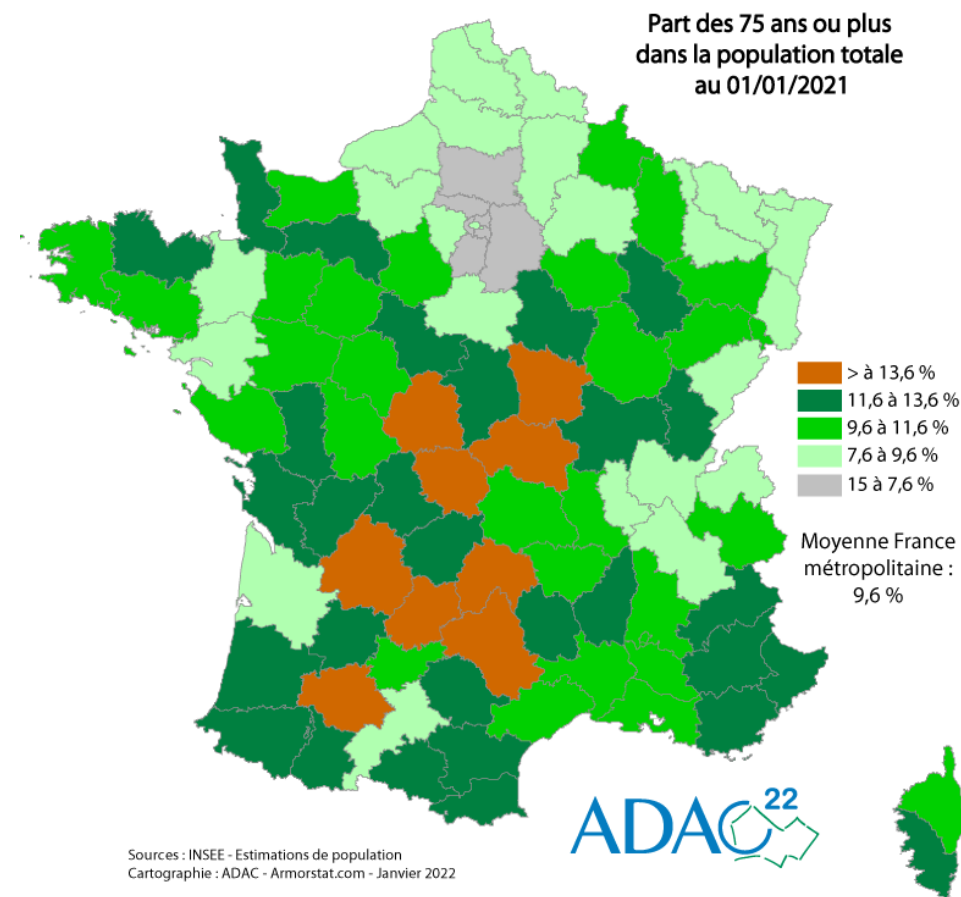 Part des 75 ans ou plus
dans la population totale
au 01/01/2021
> à 13,6 %
11,6 à 13,6 %
9,6 à 11,6 %
7,6 à 9,6 %
15 à 7,6 %
Moyenne France
métropolitaine :
9,6 %
ADAC 22
Sources : INSEE - Estimations de population
Cartographie : ADAC - Armorstat.com - Janvier 2022